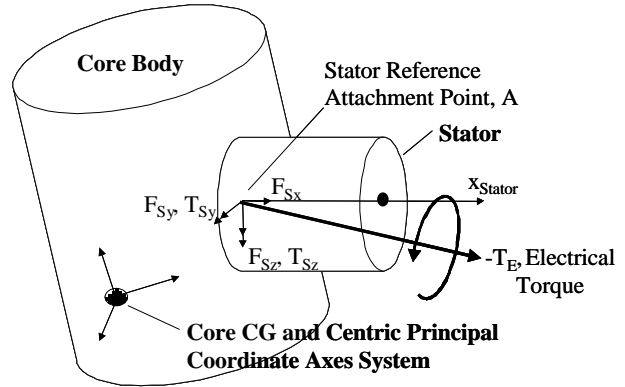 Core Body
Stator Reference
Attachment Point, A
Stator
F_Sx
x_Stator
F_Sy, T_Sy
F_Sz, T_Sz
-T_E, Electrical
Torque
Core CG and Centric Principal
Coordinate Axes System